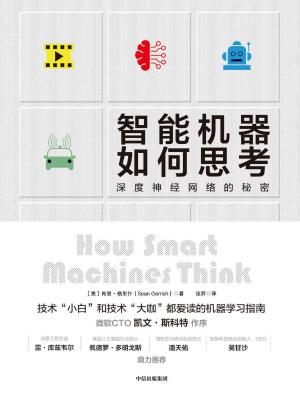 智能机器
如何思考
深度神经网络的秘密
How Smart
Machines Think
［美］肖恩·格里什（Sean Gerrish）著 张羿 译
技术“小白”和技术“大咖”都爱读的机器学习指南
微软CTO 凯文·斯科特 作序
雷·库兹韦尔 佩德罗·多明戈斯 潘天佑 吴甘沙
鼎力推荐
中信出版集团